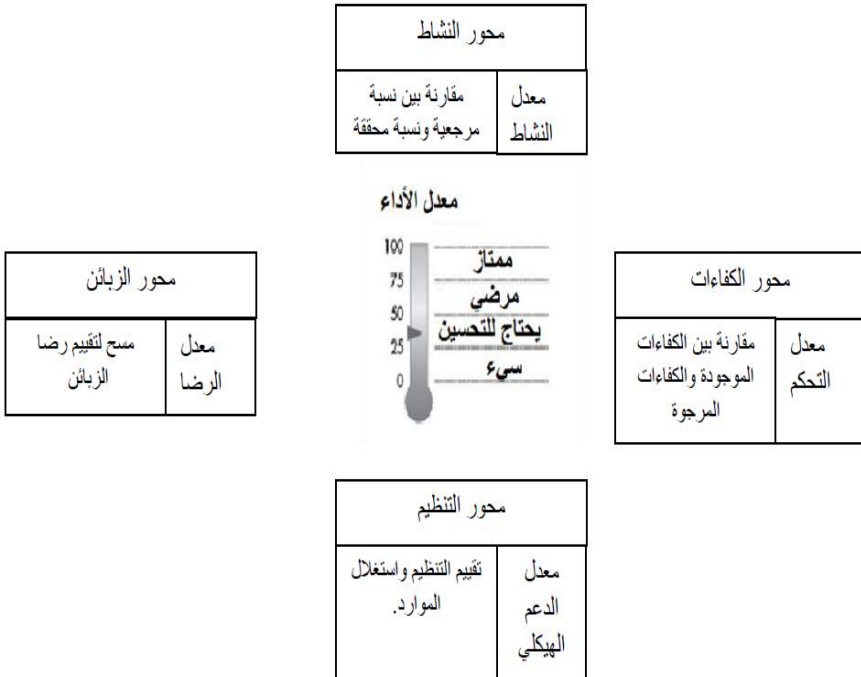 محور النشاط
معدل
النشاط
مقارنة بين نسبة
مرجعية ونسبة محققة
معدل الأداء
100
75
50
25
0
ممتاز
مرضي
يحتاج للتحسين
سيء
محور الكفاءات
معدل
التحكم
مقارنة بين الكفاءات
الموجودة والكفاءات
المرجوة
محور الزبائن
معدل
الرضا
مسح لتقييم رضا
الزبائن
محور التنظيم
معدل
الدعم
الهيكلي
تقييم التنظيم واستغلال
الموارد.